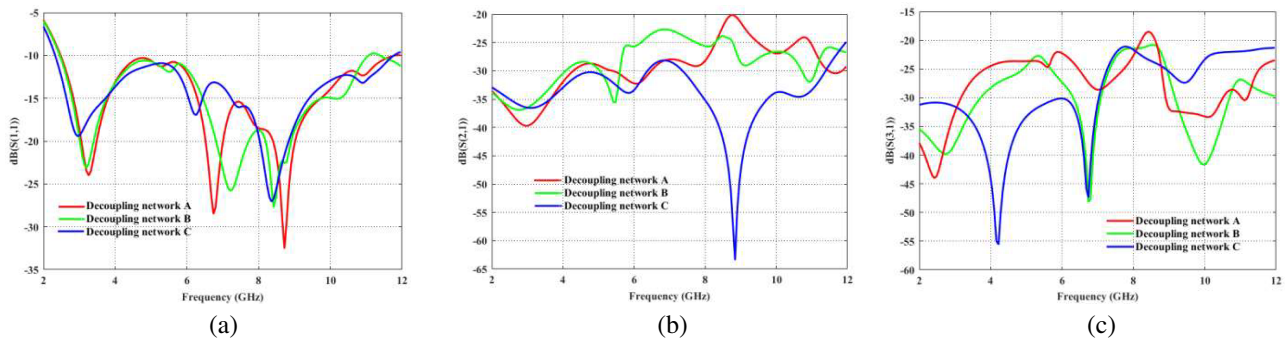 -5
-10
-15
-20
-25
-30
-35
dB(S(1,1))
Decoupling network A
Decoupling network B
Decoupling network C
2 4 6 8 10 12
Frequency (GHz)
(a)
-20
-25
-30
-35
-40
-45
-50
-55
-60
-65
dB(S(2,1))
Decoupling network A
Decoupling network B
Decoupling network C
2 4 6 8 10 12
Frequency (GHz)
(b)
-15
-20
-25
-30
-35
-40
-45
-50
-55
-60
dB(S(3,1))
Decoupling network A
Decoupling network B
Decoupling network C
2 4 6 8 10 12
Frequency (GHz)
(c)